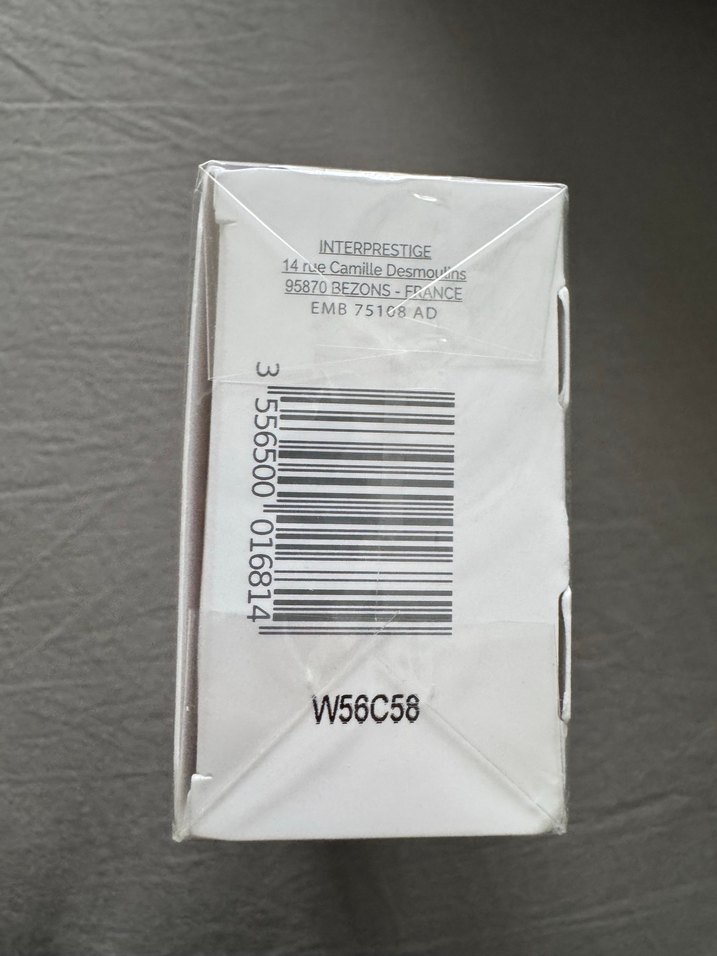 INTERPRESTIGE
14 rue Camille Desmoulins
95870 BEZONS - FRANCE
EMB 75108 AD
3 556500 016814
W56C58